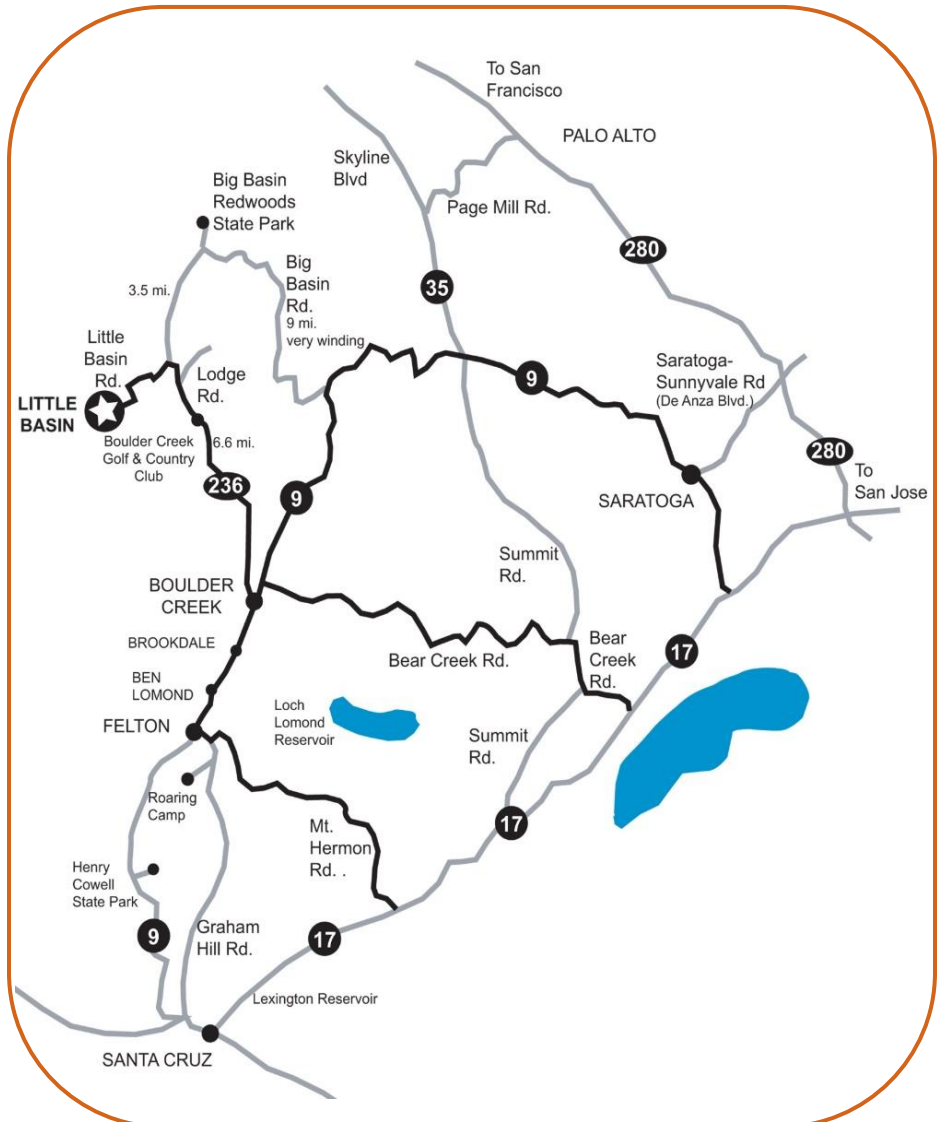 To San
Francisco
PALO ALTO
Skyline
Blvd
Page Mill Rd.
Big Basin
Redwoods
State Park
280
Big
Basin
Rd.
9 mi.
very winding
35
3.5 mi.
Little
Basin
Rd.
Lodge
Rd.
9
Saratoga-
Sunnyvale Rd
(De Anza Blvd.)
LITTLE
BASIN
Boulder Creek
Golf & Country
Club
6.6 mi.
280
To
San Jose
236
9
SARATOGA
BOULDER
CREEK
Summit
Rd.
BROOKDALE
Bear Creek Rd.
Bear
Creek
Rd.
17
BEN
LOMOND
FELTON
Loch
Lomond
Reservoir
Summit
Rd.
Roaring
Camp
Mt.
Hermon
Rd. .
17
Henry
Cowell
State Park
9
Graham
Hill Rd.
17
Lexington Reservoir
SANTA CRUZ